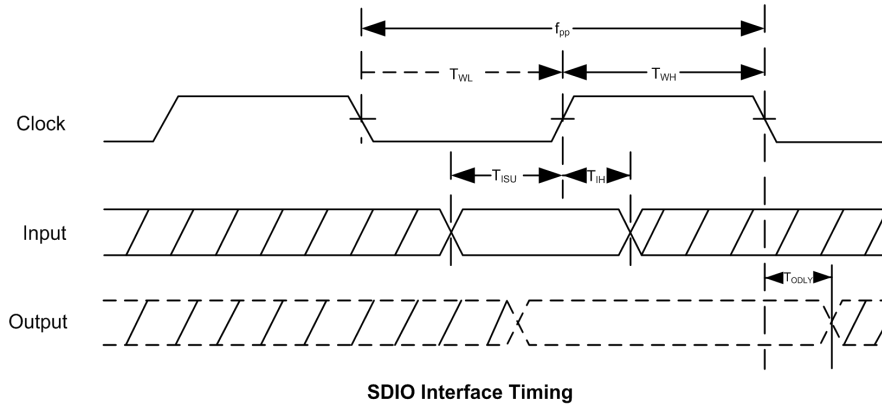 fpp
TWL
TWH
Clock
TISU
TIH
Input
TODLY
Output
SDIO Interface Timing